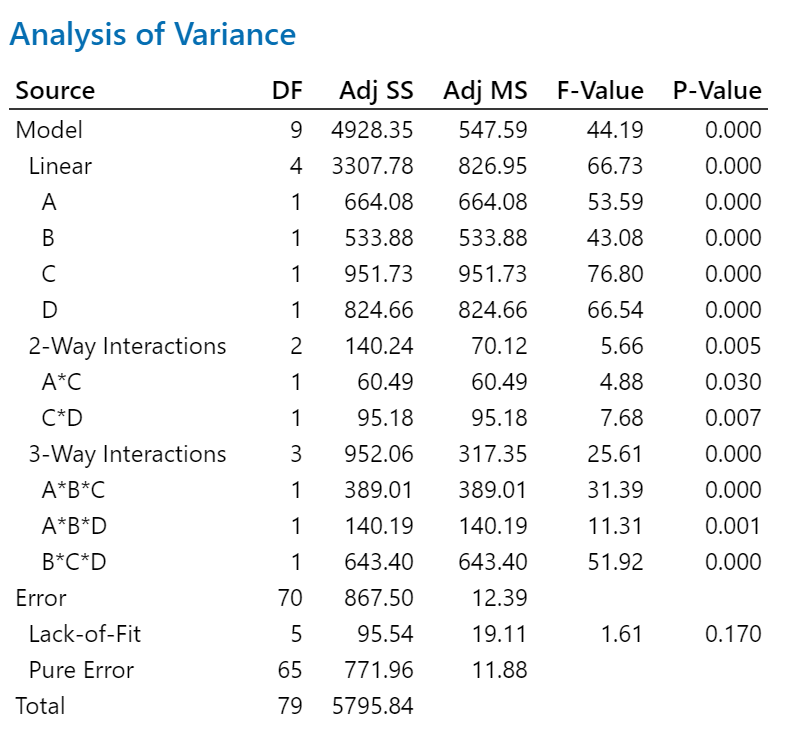 Analysis of Variance
Source DF Adj SS Adj MS F-Value P-Value
Model 9 4928.35 547.59 44.19 0.000
Linear 4 3307.78 826.95 66.73 0.000
A 1 664.08 664.08 53.59 0.000
B 1 533.88 533.88 43.08 0.000
C 1 951.73 951.73 76.80 0.000
D 1 824.66 824.66 66.54 0.000
2-Way Interactions 2 140.24 70.12 5.66 0.005
A*C 1 60.49 60.49 4.88 0.030
C*D 1 95.18 95.18 7.68 0.007
3-Way Interactions 3 952.06 317.35 25.61 0.000
A*B*C 1 389.01 389.01 31.39 0.000
A*B*D 1 140.19 140.19 11.31 0.001
B*C*D 1 643.40 643.40 51.92 0.000
Error 70 867.50 12.39
Lack-of-Fit 5 95.54 19.11 1.61 0.170
Pure Error 65 771.96 11.88
Total 79 5795.84